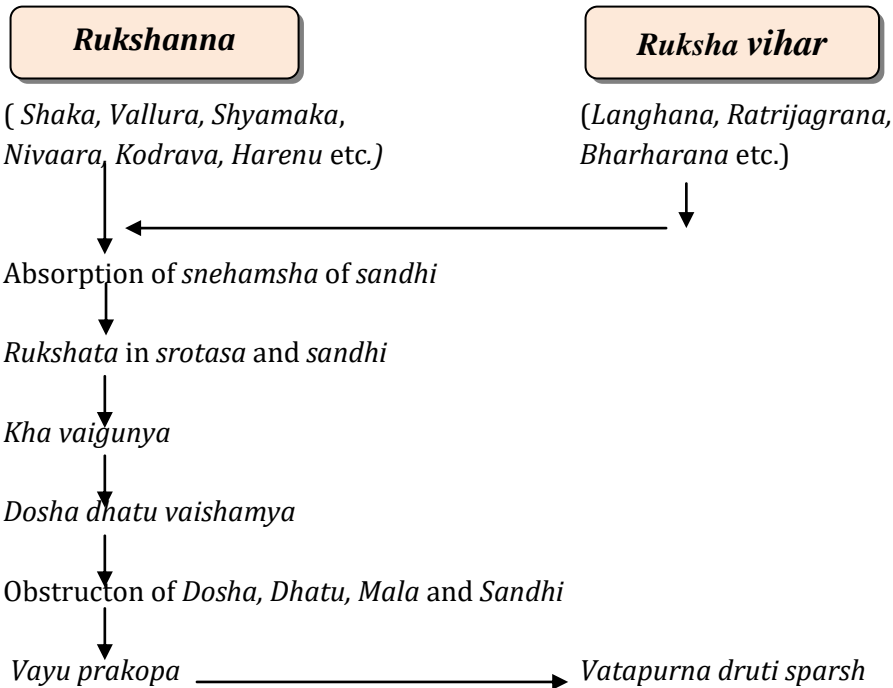 Rukshanna
Ruksha vihar
( Shaka, Vallura, Shyamaka,
Nivaara, Kodrava, Harenu etc.)
(Langhana, Ratrijagrana,
Bharharana etc.)
Absorption of snehamsha of sandhi
Rukshata in srotasa and sandhi
Kha vaigunya
Dosha dhatu vaishamya
Obstructon of Dosha, Dhatu, Mala and Sandhi
Vayu prakopa
Vatapurna druti sparsh